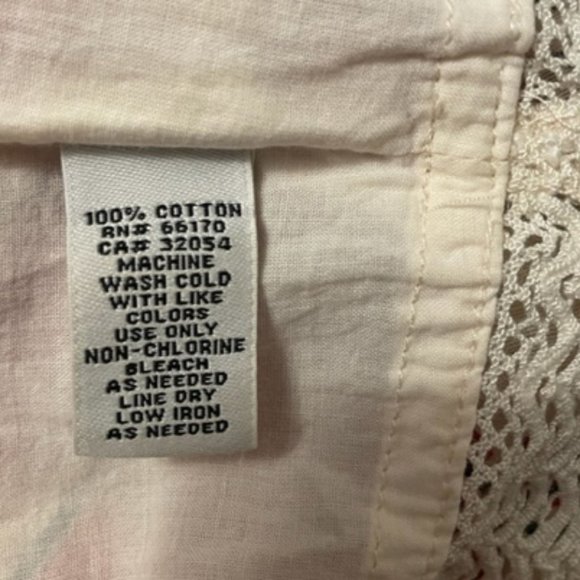 100% COTTON
RN# 66170
CA# 32054
MACHINE
WASH COLD
WITH LIKE
COLORS
USE ONLY
NON-CHLORINE
BLEACH
AS NEEDED
LINE DRY
LOW IRON
AS NEEDED